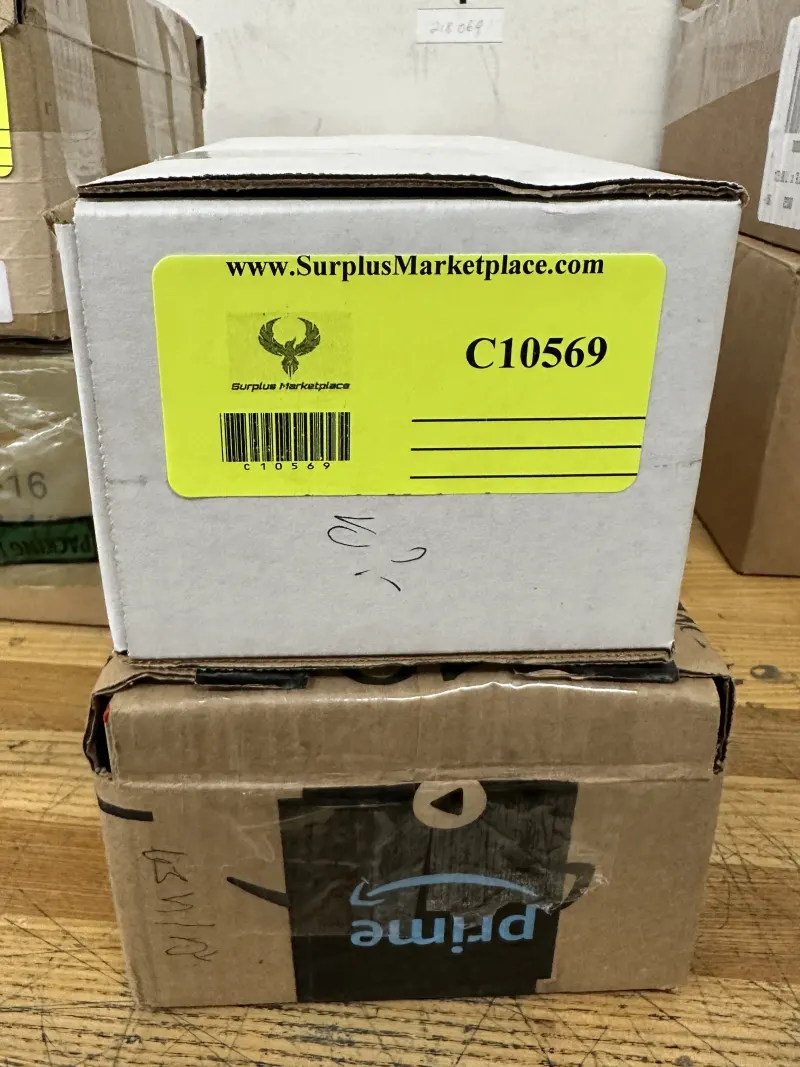 218 069
www.SurplusMarketplace.com
C10569
Surplus Marketplace
C10569
16
prime